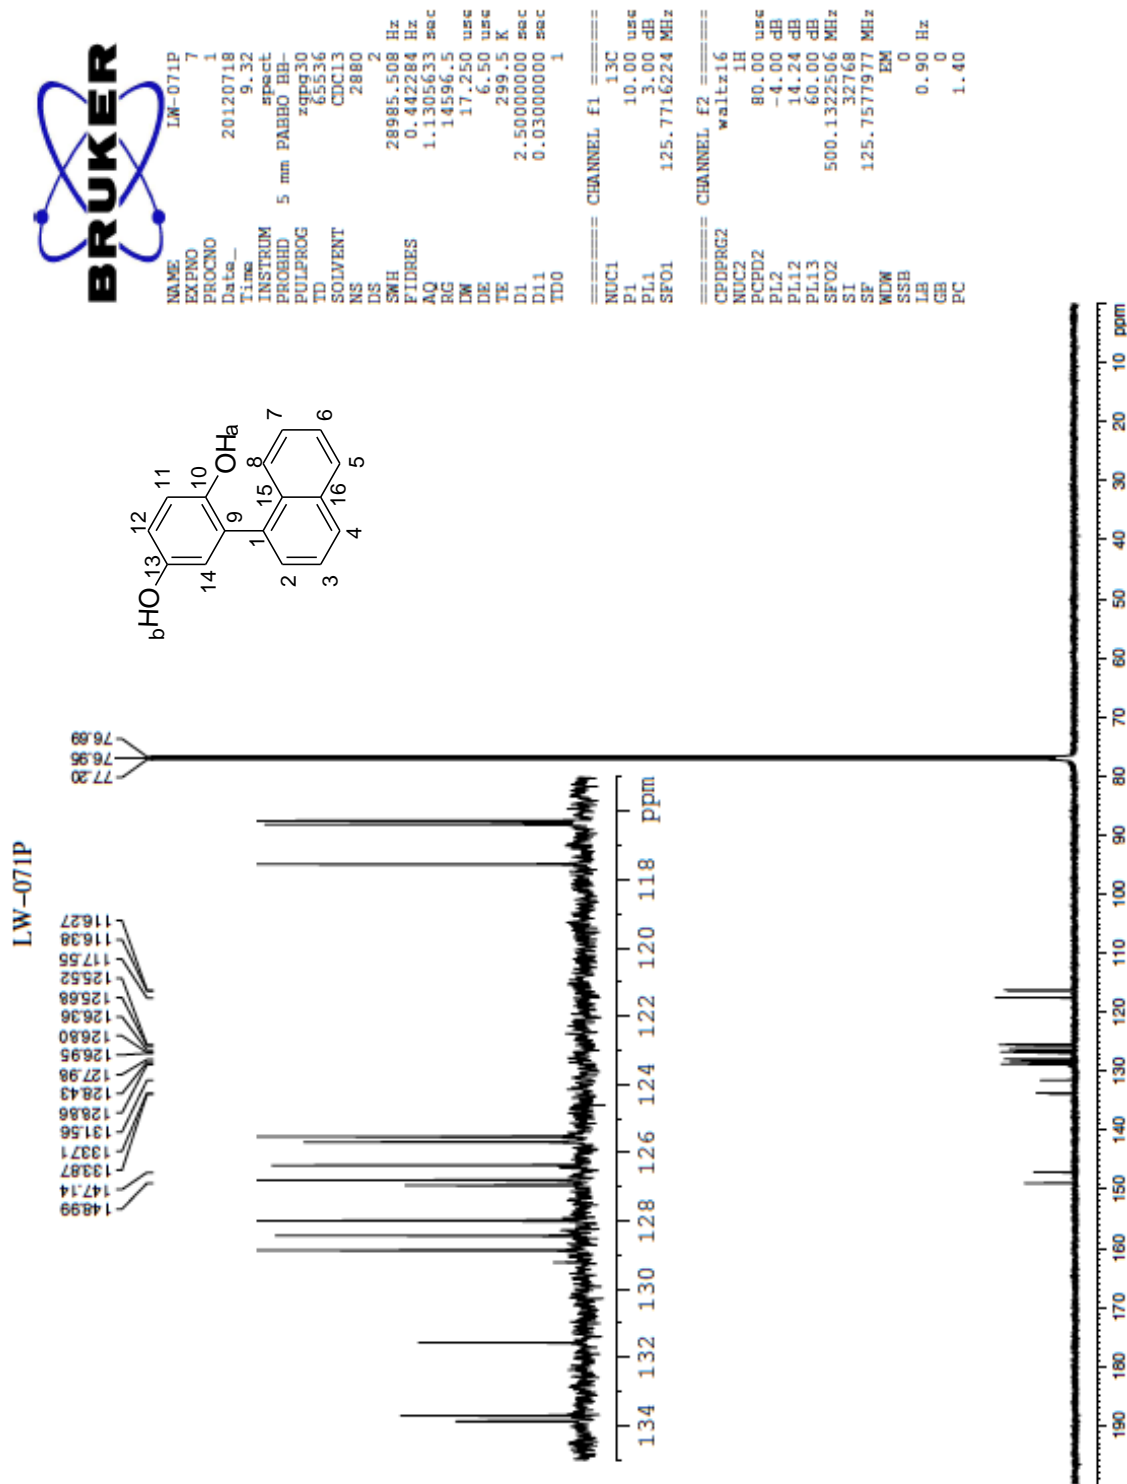 LW-071P
148.99
147.14
133.87
133.71
131.56
128.86
128.43
127.98
126.95
126.80
126.36
125.68
125.52
117.55
116.38
116.27
77.20
76.95
76.69
bHO
13
12
11
10
OHa
14
9
1
15
8
7
2
3
4
16
5
6
BRUKER
NAME LW-071P
EXPNO 7
PROCNO 1
Date_ 20120718
Time 9.32
INSTRUM spect
PROBHD 5 mm PABBO BB-
PULPROG zgpg30
TD 65536
SOLVENT CDCl3
NS 2880
DS 2
SWH 28985.508 Hz
FIDRES 0.442284 Hz
AQ 1.1305633 sec
RG 14596.5
DW 17.250 use
DE 6.50 use
TE 299.5 K
D1 2.50000000 sec
D11 0.03000000 sec
TD0 1
======== CHANNEL f1 ========
NUC1 13C
P1 10.00 use
PL1 3.00 dB
SFO1 125.7716224 MHz
======== CHANNEL f2 ========
CPDPRG2 waltz16
NUC2 1H
PCPD2 80.00 use
PL2 -4.00 dB
PL12 14.24 dB
PL13 60.00 dB
SFO2 500.1322506 MHz
SI 32768
SF 125.7577977 MHz
WDW EM
SSB 0
LB 0.90 Hz
GB 0
PC 1.40
134 132 130 128 126 124 122 120 118 ppm
190 180 170 160 150 140 130 120 110 100 90 80 70 60 50 40 30 20 10 ppm